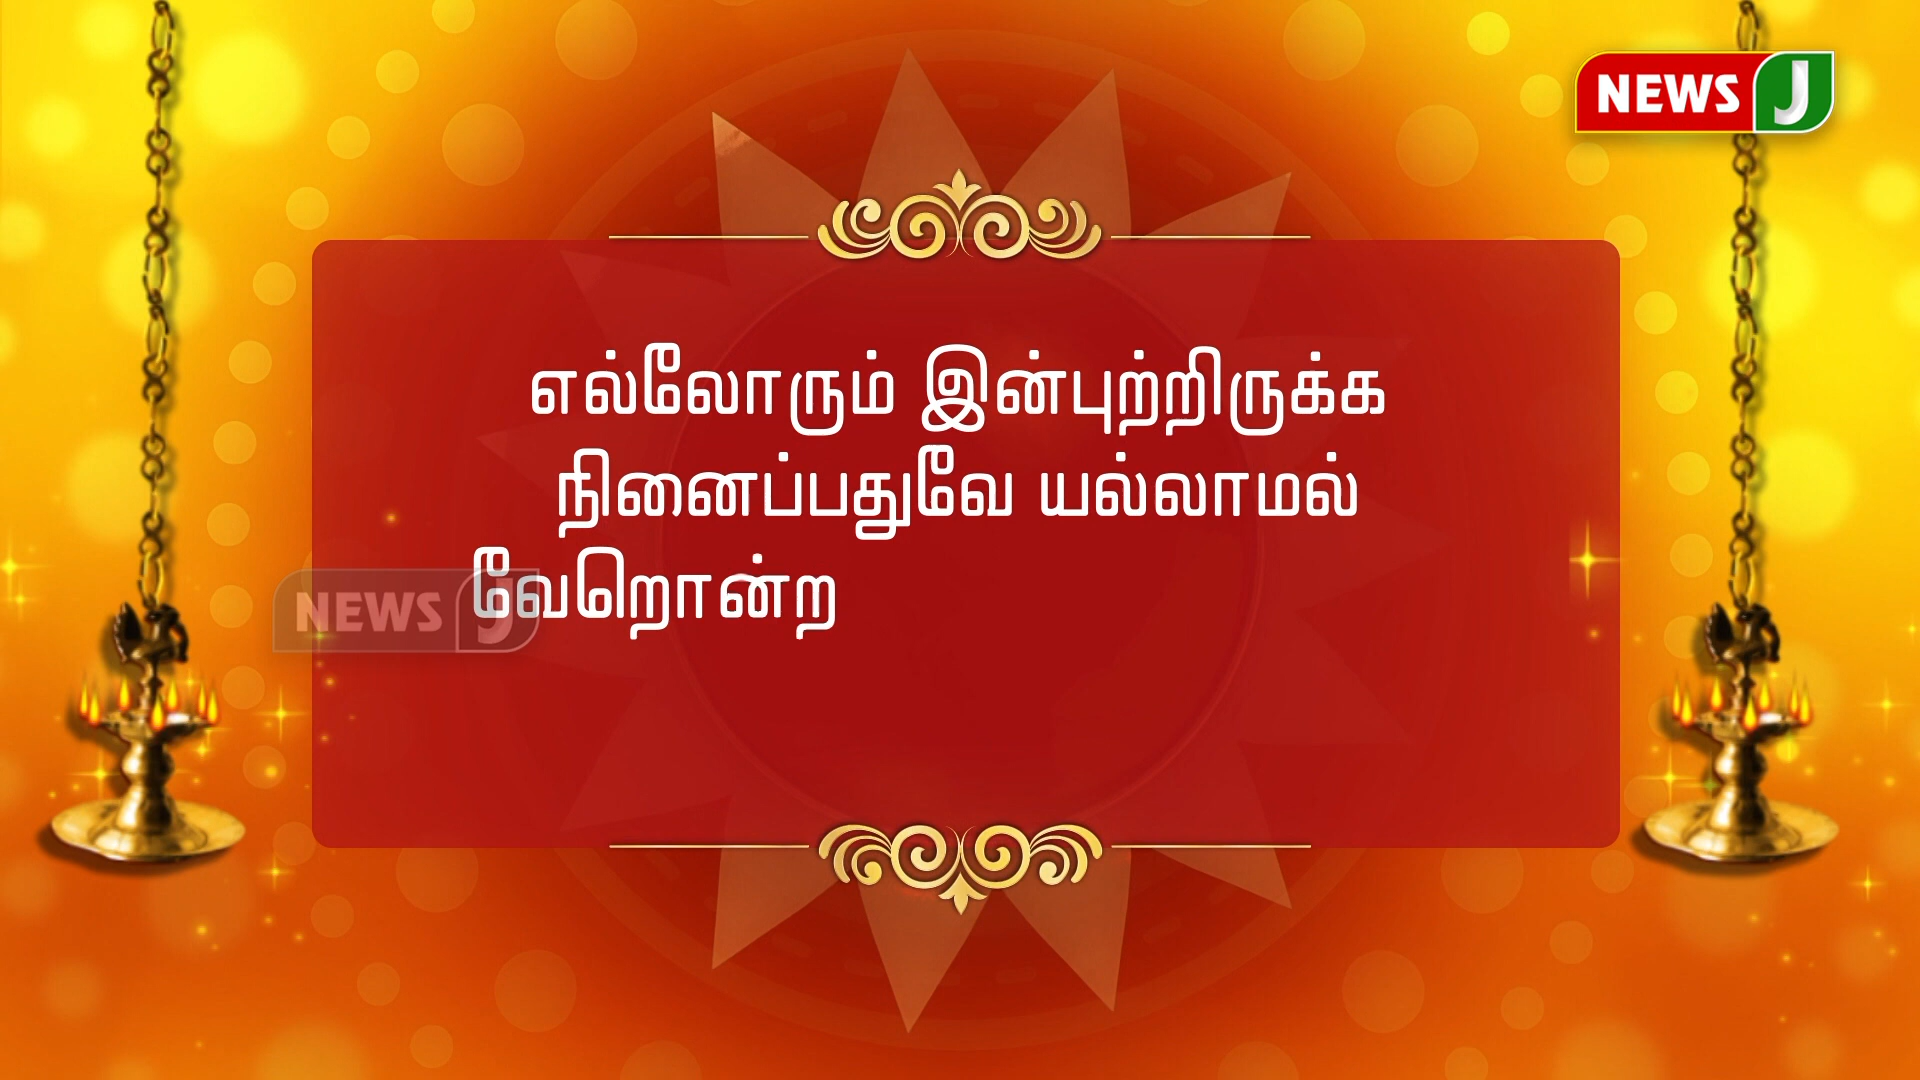 NEWS J
எல்லோரும் இன்புற்றிருக்க
நினைப்பதுவே யல்லாமல்
வேறொன்ற
NEWS J